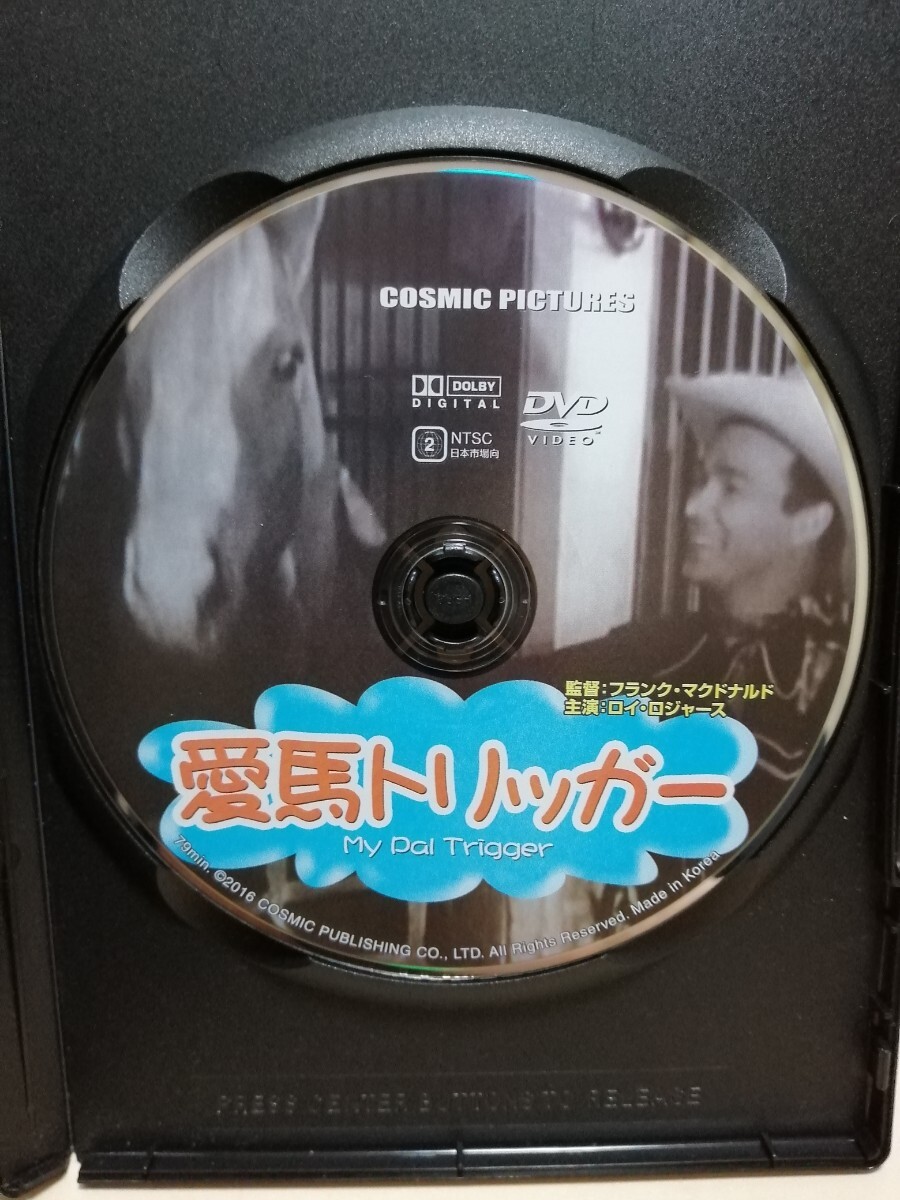 COSMIC PICTURES
DOLBY
DIGITAL
DVD
VIDEO
2 NTSC
日本市場向
監督:フランク・マクドナルド
主演:ロイ・ロジャース
愛馬トリッガー
My Pal Trigger
79min. ©2016 COSMIC PUBLISHING CO., LTD. All Rights Reserved. Made in Korea
PRESS CENTER BUTTONS TO RELEASE